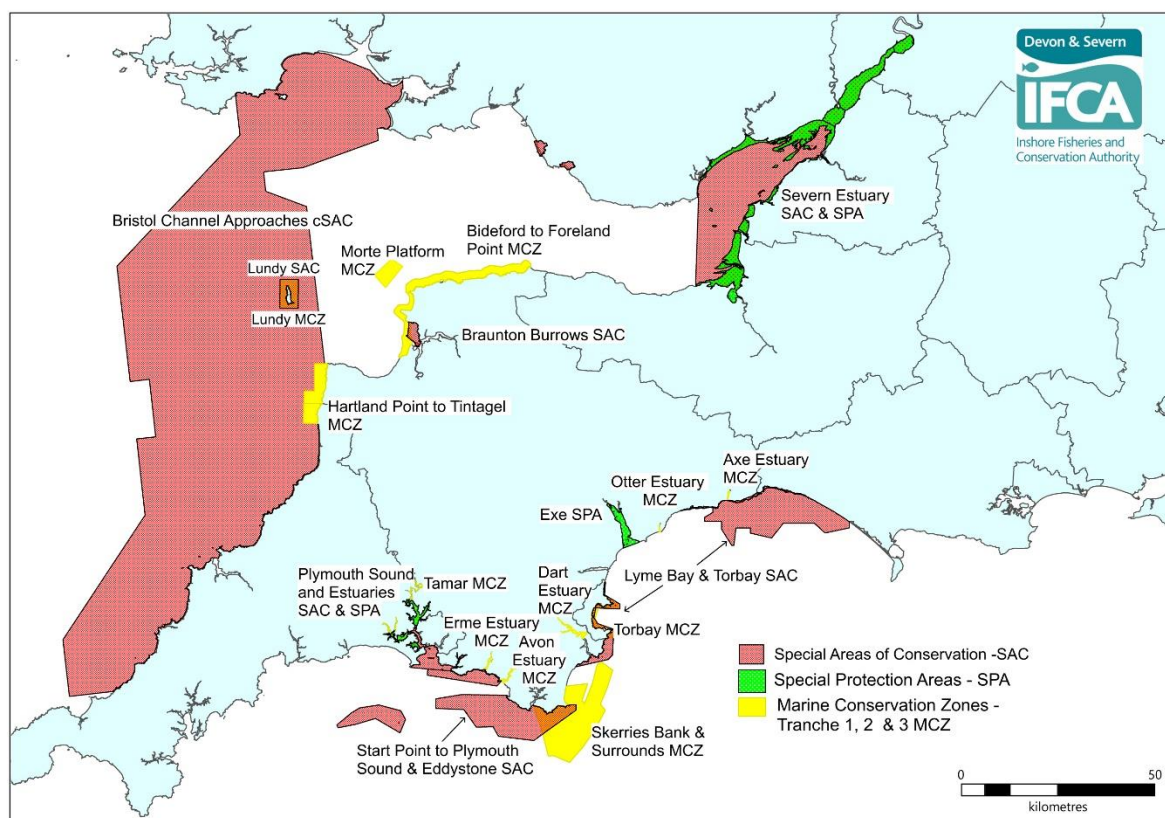 Devon & Severn
IFCA
Inshore Fisheries and
Conservation Authority
Severn Estuary
SAC & SPA
Bristol Channel Approaches cSAC
Bideford to Foreland
Point MCZ
Morte Platform
MCZ
Lundy SAC
Lundy MCZ
Braunton Burrows SAC
Hartland Point to Tintagel
MCZ
Axe Estuary
MCZ
Otter Estuary
MCZ
Exe SPA
Lyme Bay & Torbay SAC
Plymouth Sound
and Estuaries
SAC & SPA
Tamar MCZ
Dart
Estuary
MCZ
Torbay MCZ
Erme Estuary
MCZ
Avon
Estuary
MCZ
Skerries Bank &
Surrounds MCZ
Start Point to Plymouth
Sound & Eddystone SAC
Special Areas of Conservation -SAC
Special Protection Areas - SPA
Marine Conservation Zones -
Tranche 1, 2 & 3 MCZ
0 50
kilometres